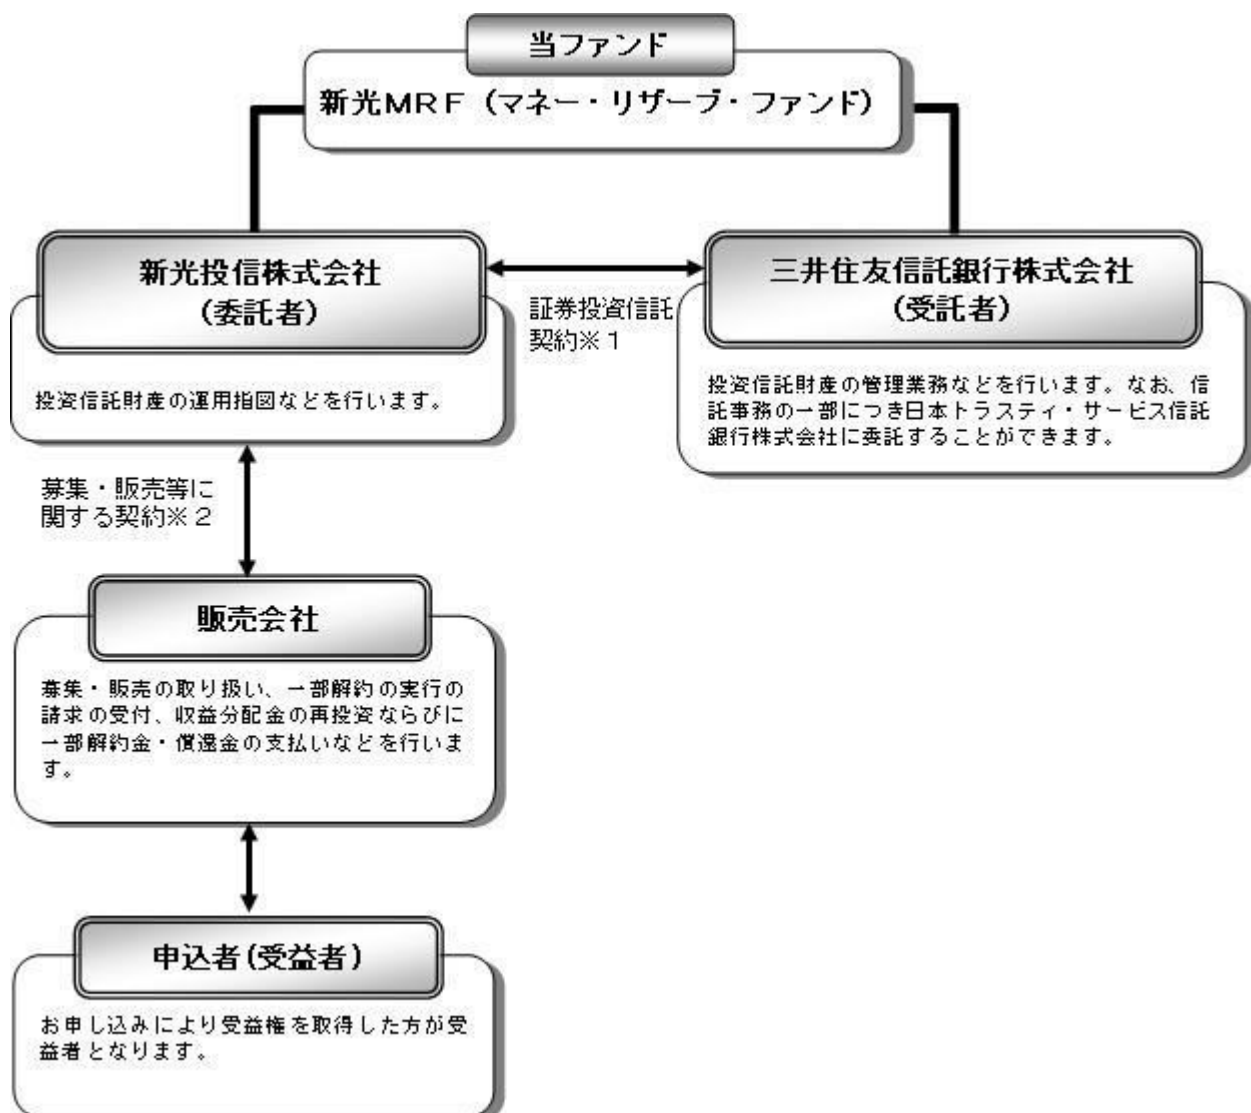 当ファンド
新光MRF（マネー・リザーブ・ファンド）
新光投信株式会社
（委託者）
投資信託財産の運用指図などを行います。
証券投資信託
契約※１
三井住友信託銀行株式会社
（受託者）
投資信託財産の管理業務などを行います。なお、信
託事務の一部につき日本トラスティ・サービス信託
銀行株式会社に委託することができます。
募集・販売等に
関する契約※２
販売会社
募集・販売の取り扱い、一部解約の実行の
請求の受付、収益分配金の再投資ならびに
一部解約金・償還金の支払いなどを行いま
す。
申込者（受益者）
お申し込みにより受益権を取得した方が受
益者となります。